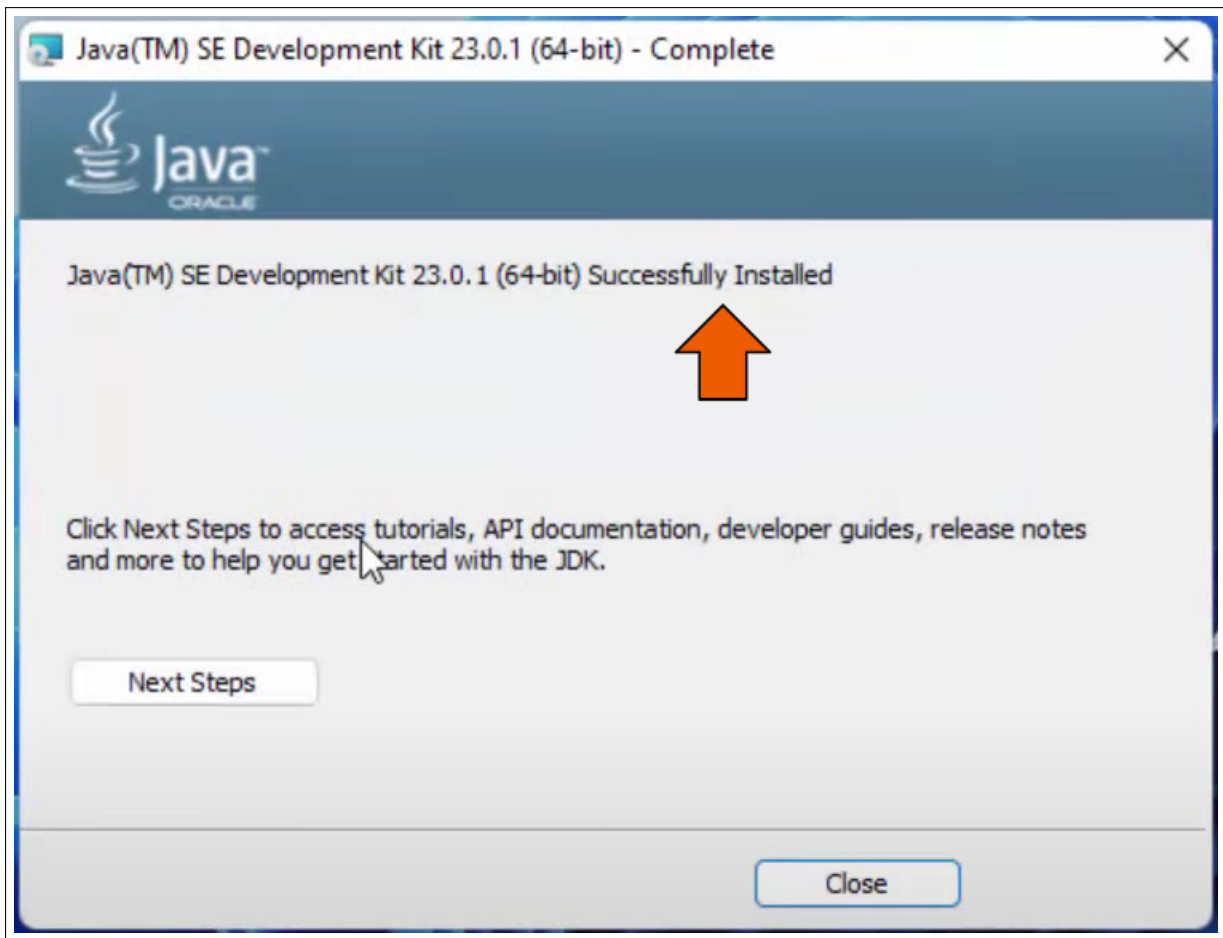 Java(TM) SE Development Kit 23.0.1 (64-bit) - Complete
Java™
ORACLE
Java(TM) SE Development Kit 23.0.1 (64-bit) Successfully Installed
Click Next Steps to access tutorials, API documentation, developer guides, release notes
and more to help you get started with the JDK.
Next Steps
Close